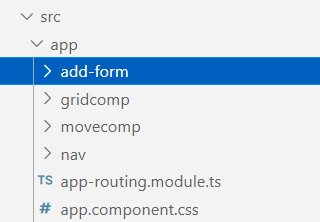 src
app
add-form
gridcomp
movecomp
nav
TS app-routing.module.ts
# app.component.css